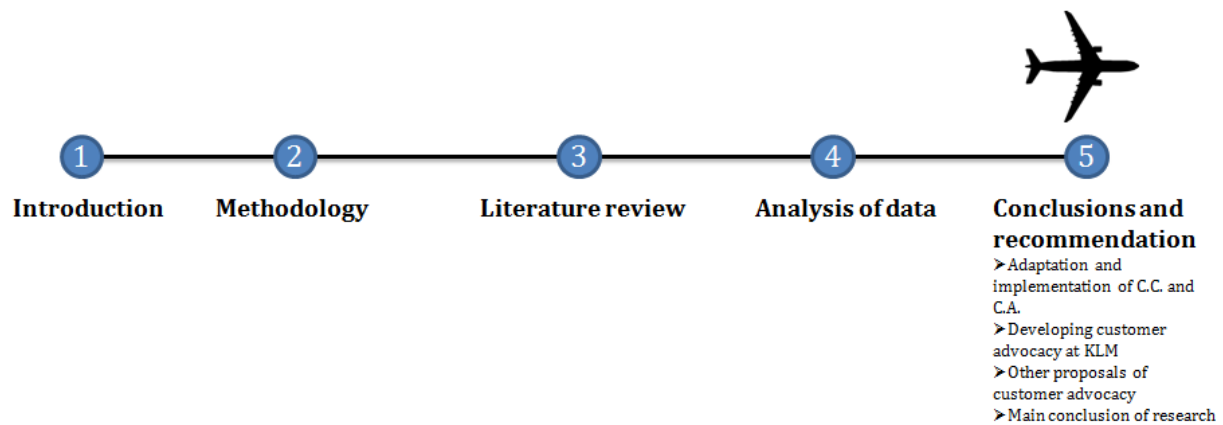 1
2
3
4
5
Introduction
Methodology
Literature review
Analysis of data
Conclusions and
recommendation
➢Adaptation and
implementation of C.C. and
C.A.
➢Developing customer
advocacy at KLM
➢Other proposals of
customer advocacy
➢Main conclusion of research